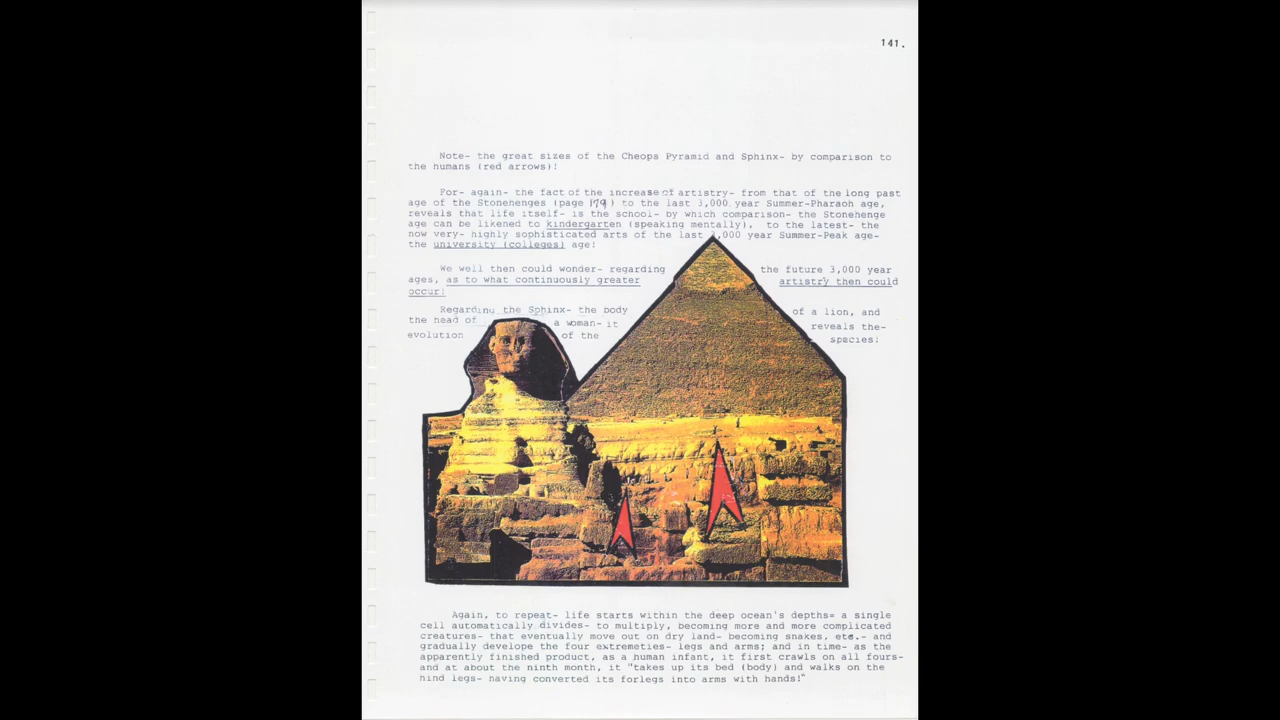 141.
Note- the great sizes of the Cheops Pyramid and Sphinx- by comparison to
the humans (red arrows)!
For- again- the fact of the increase of artistry- from that of the long past
age of the Stonehenges (page 179) to the last 3,000 year Summer-Pharaoh age,
reveals that life itself- is the school- by which comparison- the Stonehenge
age can be likened to kindergarten (speaking mentally), to the latest- the
now very- highly sophisticated arts of the last 3,000 year Summer-Peak age-
the university (colleges) age!
We well then could wonder- regarding the future 3,000 year
ages, as to what continuously greater artistry then could
occur!
Regarding the Sphinx- the body of a lion, and
the head of a woman- it reveals the-
evolution of the species:
Again, to repeat- life starts within the deep ocean's depths= a single
cell automatically divides- to multiply, becoming more and more complicated
creatures- that eventually move out on dry land- becoming snakes, etc.- and
gradually develope the four extremeties- legs and arms; and in time- as the
apparently finished product, as a human infant, it first crawls on all fours-
and at about the ninth month, it "takes up its bed (body) and walks on the
hind legs- having converted its forlegs into arms with hands!"